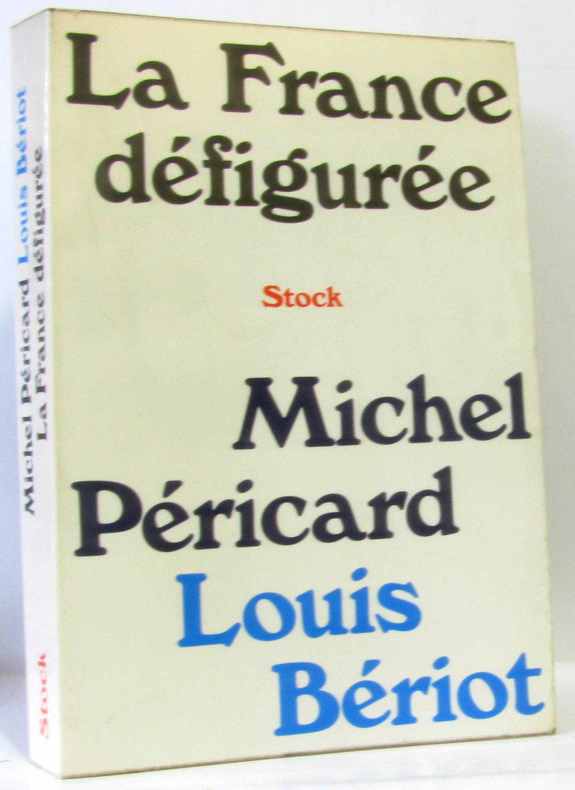 La France
défigurée
Stock
Michel
Péricard
Louis
Bériot
Michel Péricard Louis Bériot
La France défigurée
Stock